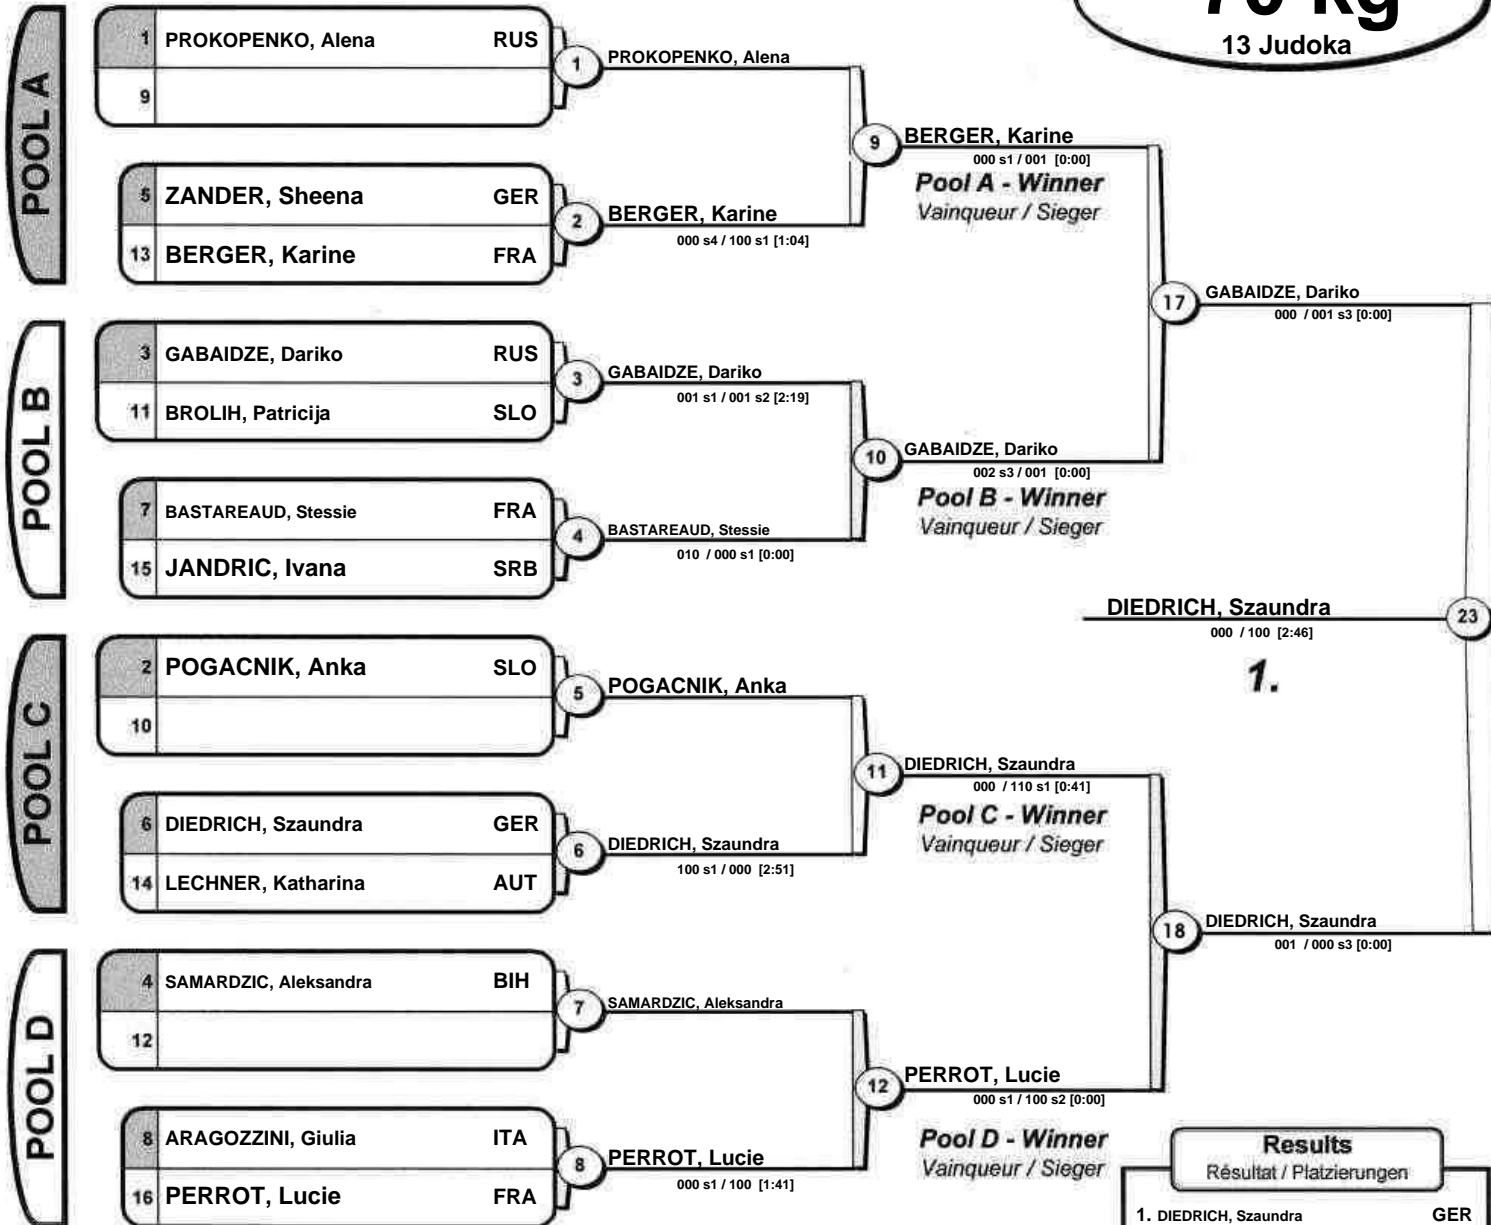 70 kg
13 Judoka
POOL A
1 PROKOPENKO, Alena RUS
9
5 ZANDER, Sheena GER
13 BERGER, Karine FRA
1 PROKOPENKO, Alena
2 BERGER, Karine
000 s4 / 100 s1 [1:04]
9 BERGER, Karine
000 s1 / 001 [0:00]
Pool A - Winner
Vainqueur / Sieger
POOL B
3 GABAIDZE, Dariko RUS
11 BROLIH, Patricija SLO
7 BASTAREAUD, Stessie FRA
15 JANDRIC, Ivana SRB
3 GABAIDZE, Dariko
001 s1 / 001 s2 [2:19]
4 BASTAREAUD, Stessie
010 / 000 s1 [0:00]
10 GABAIDZE, Dariko
002 s3 / 001 [0:00]
Pool B - Winner
Vainqueur / Sieger
17 GABAIDZE, Dariko
000 / 001 s3 [0:00]
DIEDRICH, Szaundra 23
000 / 100 [2:46]
1.
POOL C
2 POGACNIK, Anka SLO
10
6 DIEDRICH, Szaundra GER
14 LECHNER, Katharina AUT
5 POGACNIK, Anka
6 DIEDRICH, Szaundra
100 s1 / 000 [2:51]
11 DIEDRICH, Szaundra
000 / 110 s1 [0:41]
Pool C - Winner
Vainqueur / Sieger
18 DIEDRICH, Szaundra
001 / 000 s3 [0:00]
POOL D
4 SAMARDZIC, Aleksandra BIH
12
8 ARAGOZZINI, Giulia ITA
16 PERROT, Lucie FRA
7 SAMARDZIC, Aleksandra
8 PERROT, Lucie
000 s1 / 100 [1:41]
12 PERROT, Lucie
000 s1 / 100 s2 [0:00]
Pool D - Winner
Vainqueur / Sieger
Results
Résultat / Platzierungen
1. DIEDRICH, Szaundra GER